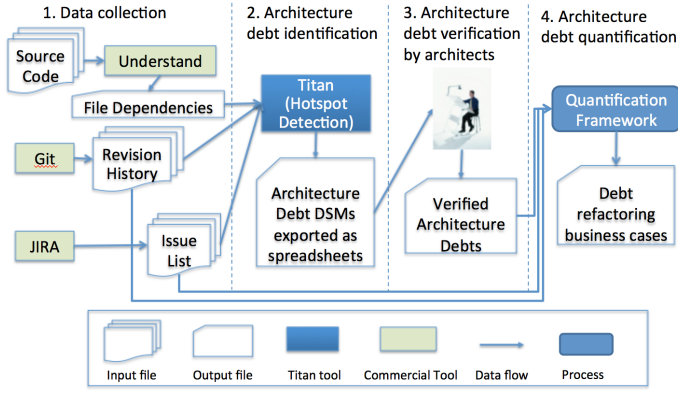 1. Data collection
2. Architecture
debt identification
3. Architecture
debt verification
by architects
4. Architecture
debt quantification
Source
Code
Understand
File Dependencies
Git
Revision
History
JIRA
Issue
List
Titan
(Hotspot
Detection)
Architecture
Debt DSMs
exported as
spreadsheets
Verified
Architecture
Debts
Quantification
Framework
Debt
refactoring
business cases
Input file
Output file
Titan tool
Commercial Tool
Data flow
Process